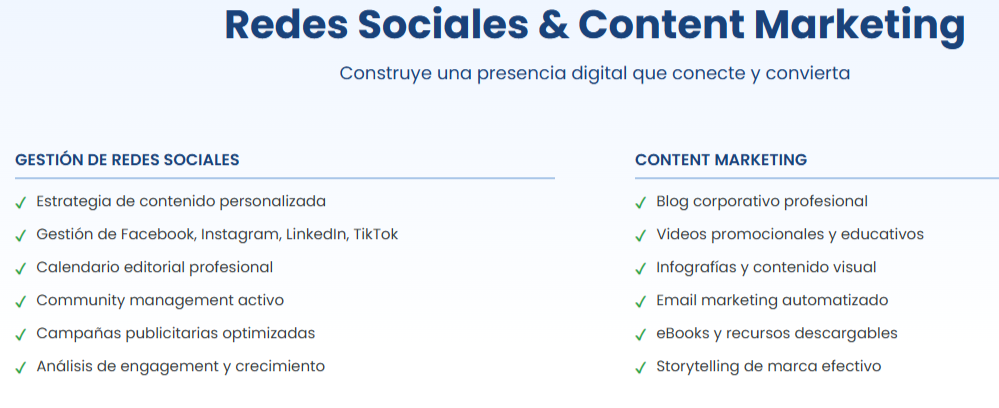 Redes Sociales & Content Marketing
Construye una presencia digital que conecte y convierta
GESTIÓN DE REDES SOCIALES
✓ Estrategia de contenido personalizada
✓ Gestión de Facebook, Instagram, LinkedIn, TikTok
✓ Calendario editorial profesional
✓ Community management activo
✓ Campañas publicitarias optimizadas
✓ Análisis de engagement y crecimiento
CONTENT MARKETING
✓ Blog corporativo profesional
✓ Videos promocionales y educativos
✓ Infografías y contenido visual
✓ Email marketing automatizado
✓ eBooks y recursos descargables
✓ Storytelling de marca efectivo